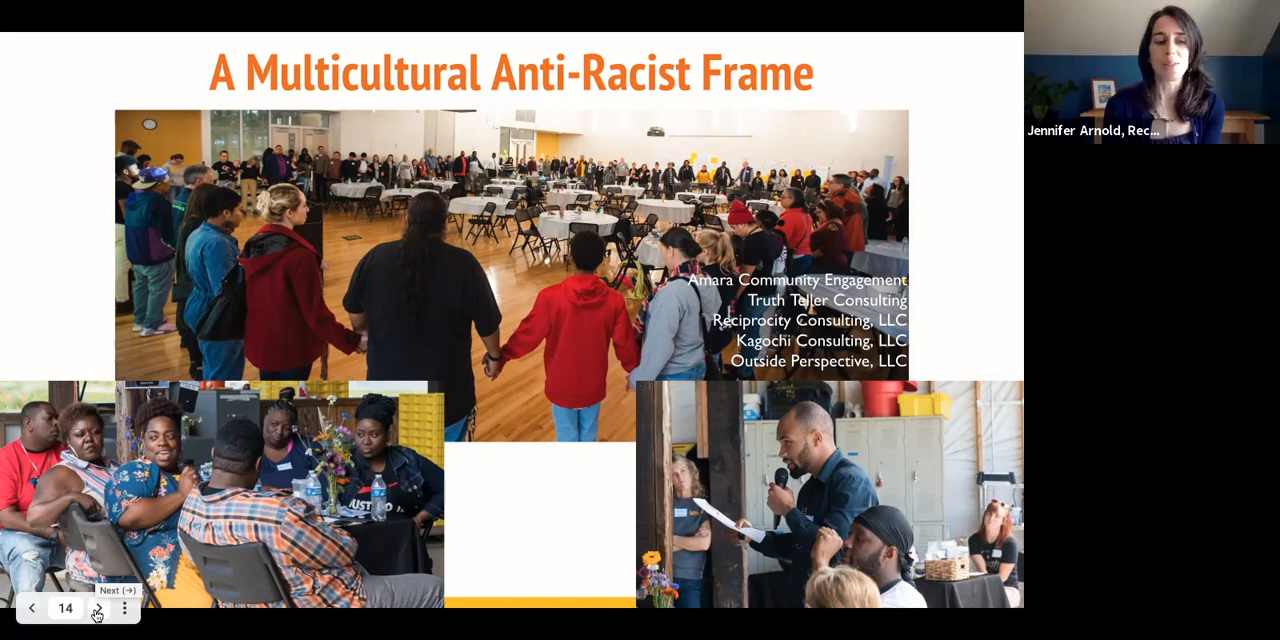 A Multicultural Anti-Racist Frame
Jennifer Arnold, Rec...
Amara Community Engagement
Truth Teller Consulting
Reciprocity Consulting, LLC
Kagochi Consulting, LLC
Outside Perspective, LLC
Next (→)
14